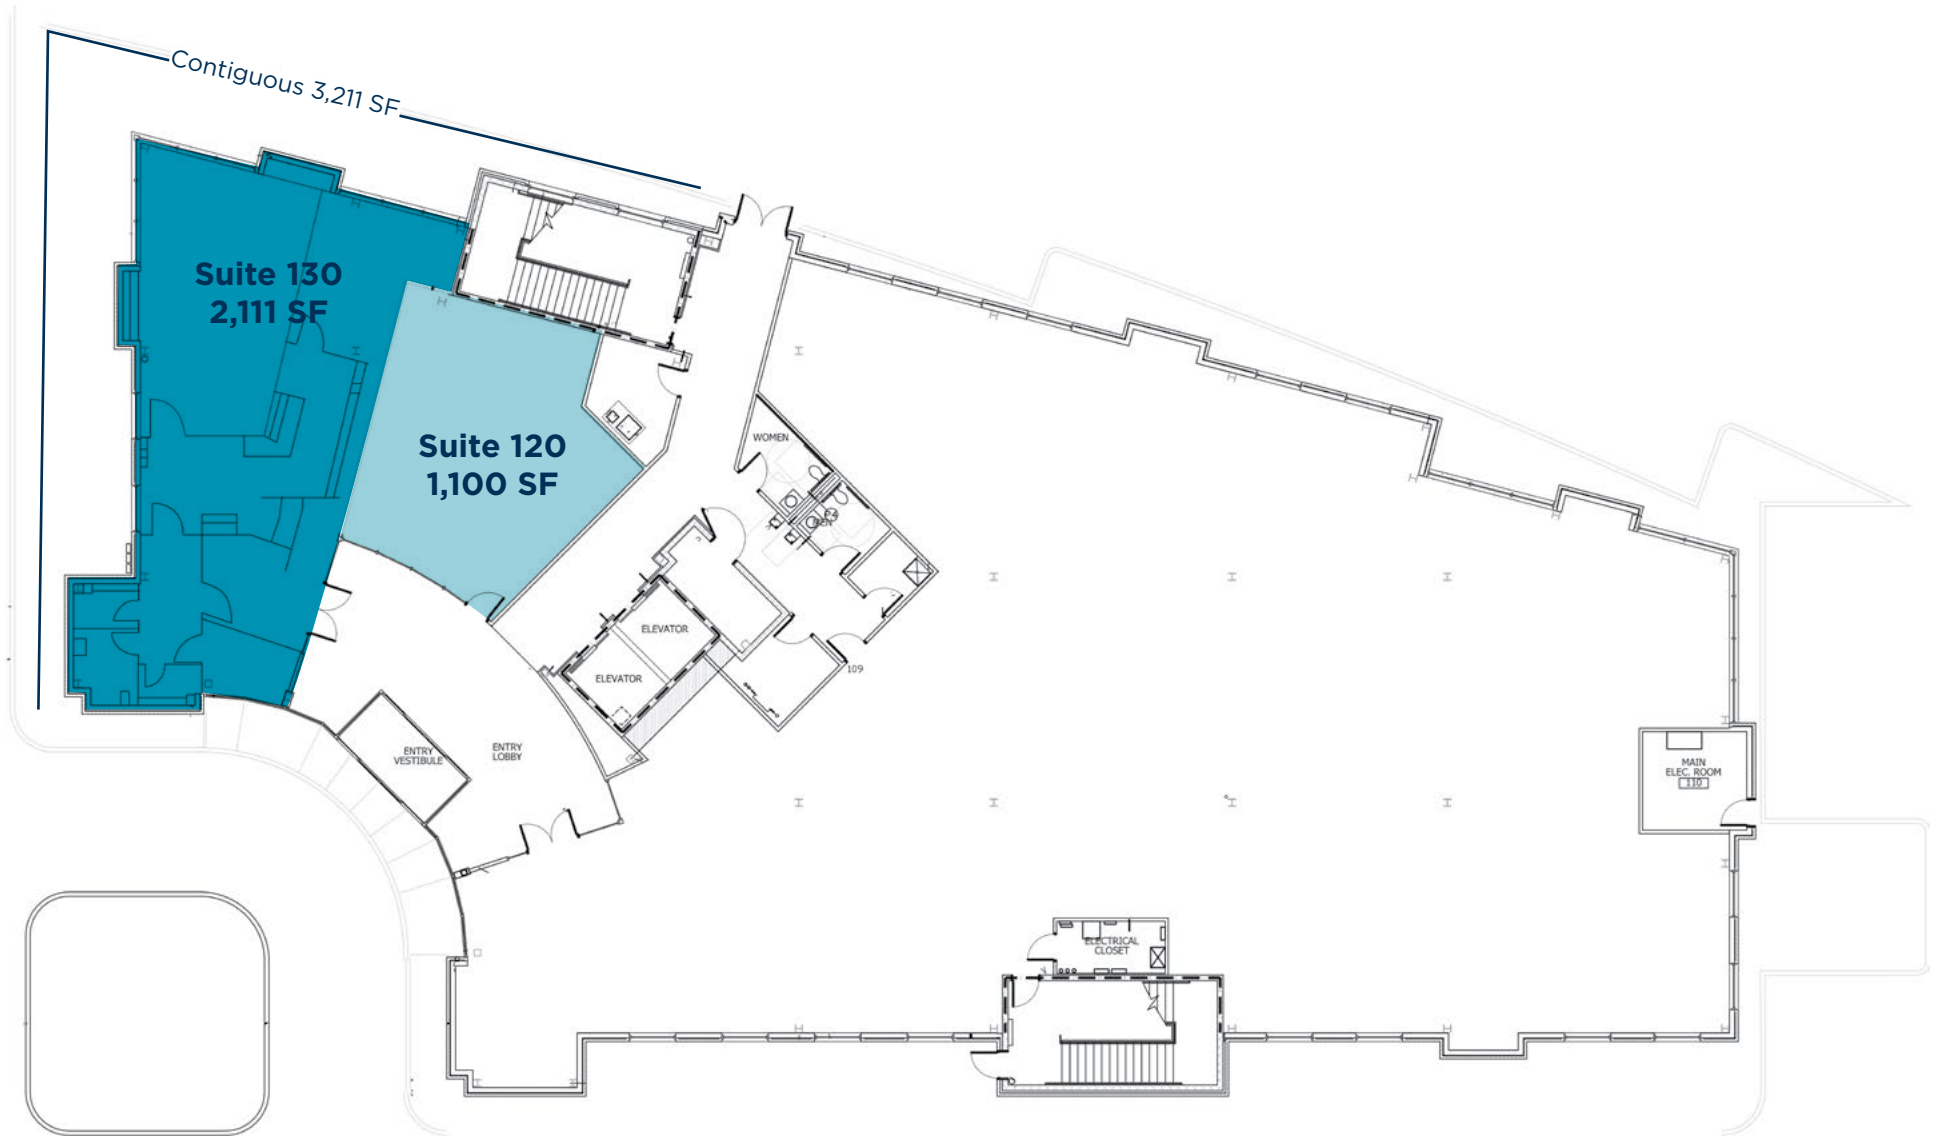 Contiguous 3,211 SF
Suite 130
2,111 SF
Suite 120
1,100 SF
WOMEN
MEN
ELEVATOR
ELEVATOR
109
ENTRY
VESTIBULE
ENTRY
LOBBY
MAIN
ELEC. ROOM
110
ELECTRICAL
CLOSET